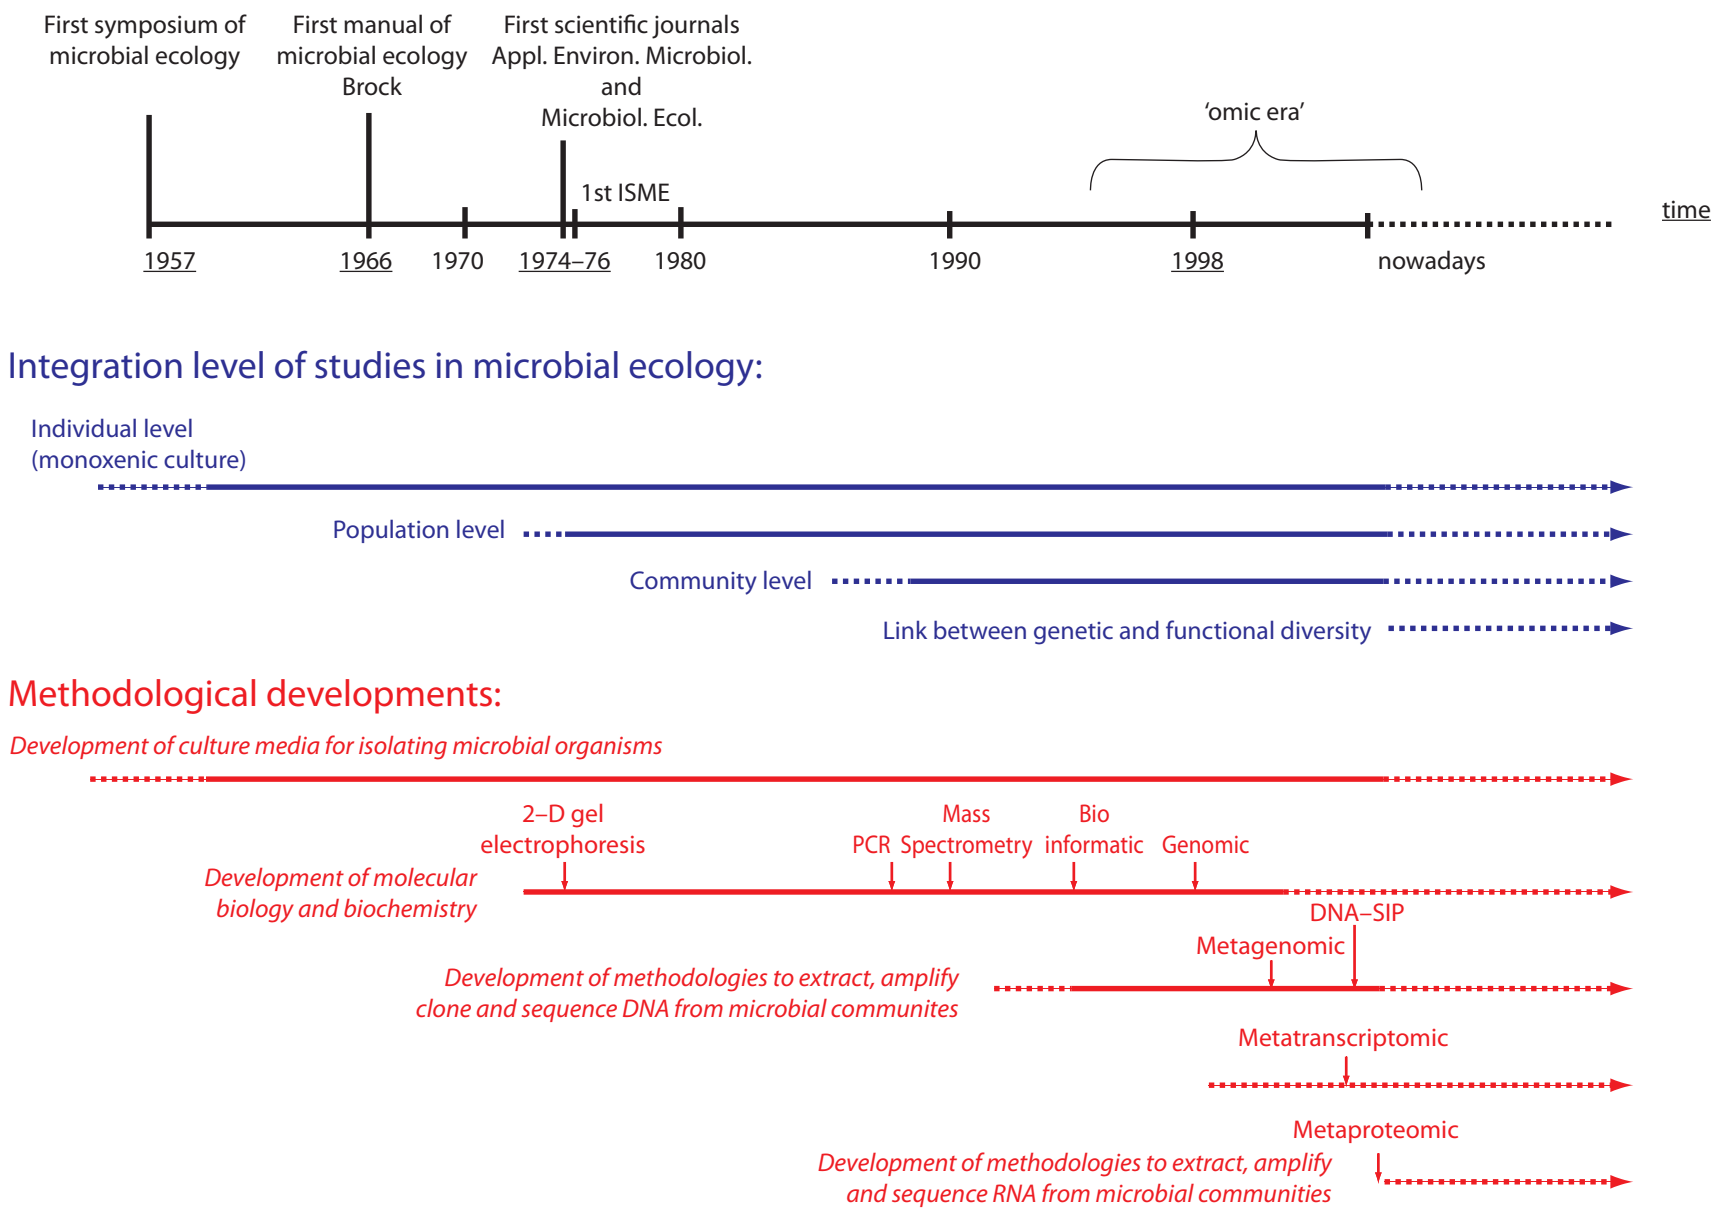 First symposium of
microbial ecology
First manual of
microbial ecology
Brock
First scientific journals
Appl. Environ. Microbiol.
and
Microbiol. Ecol.
1st ISME
'omic era'
time
1957
1966
1970
1974–76
1980
1990
1998
nowadays
Integration level of studies in microbial ecology:
Individual level
(monoxenic culture)
Population level
Community level
Link between genetic and functional diversity
Methodological developments:
Development of culture media for isolating microbial organisms
2–D gel
electrophoresis
PCR
Mass
Spectrometry
Bio
informatic
Genomic
Development of molecular
biology and biochemistry
DNA–SIP
Metagenomic
Development of methodologies to extract, amplify
clone and sequence DNA from microbial communites
Metatranscriptomic
Metaproteomic
Development of methodologies to extract, amplify
and sequence RNA from microbial communities